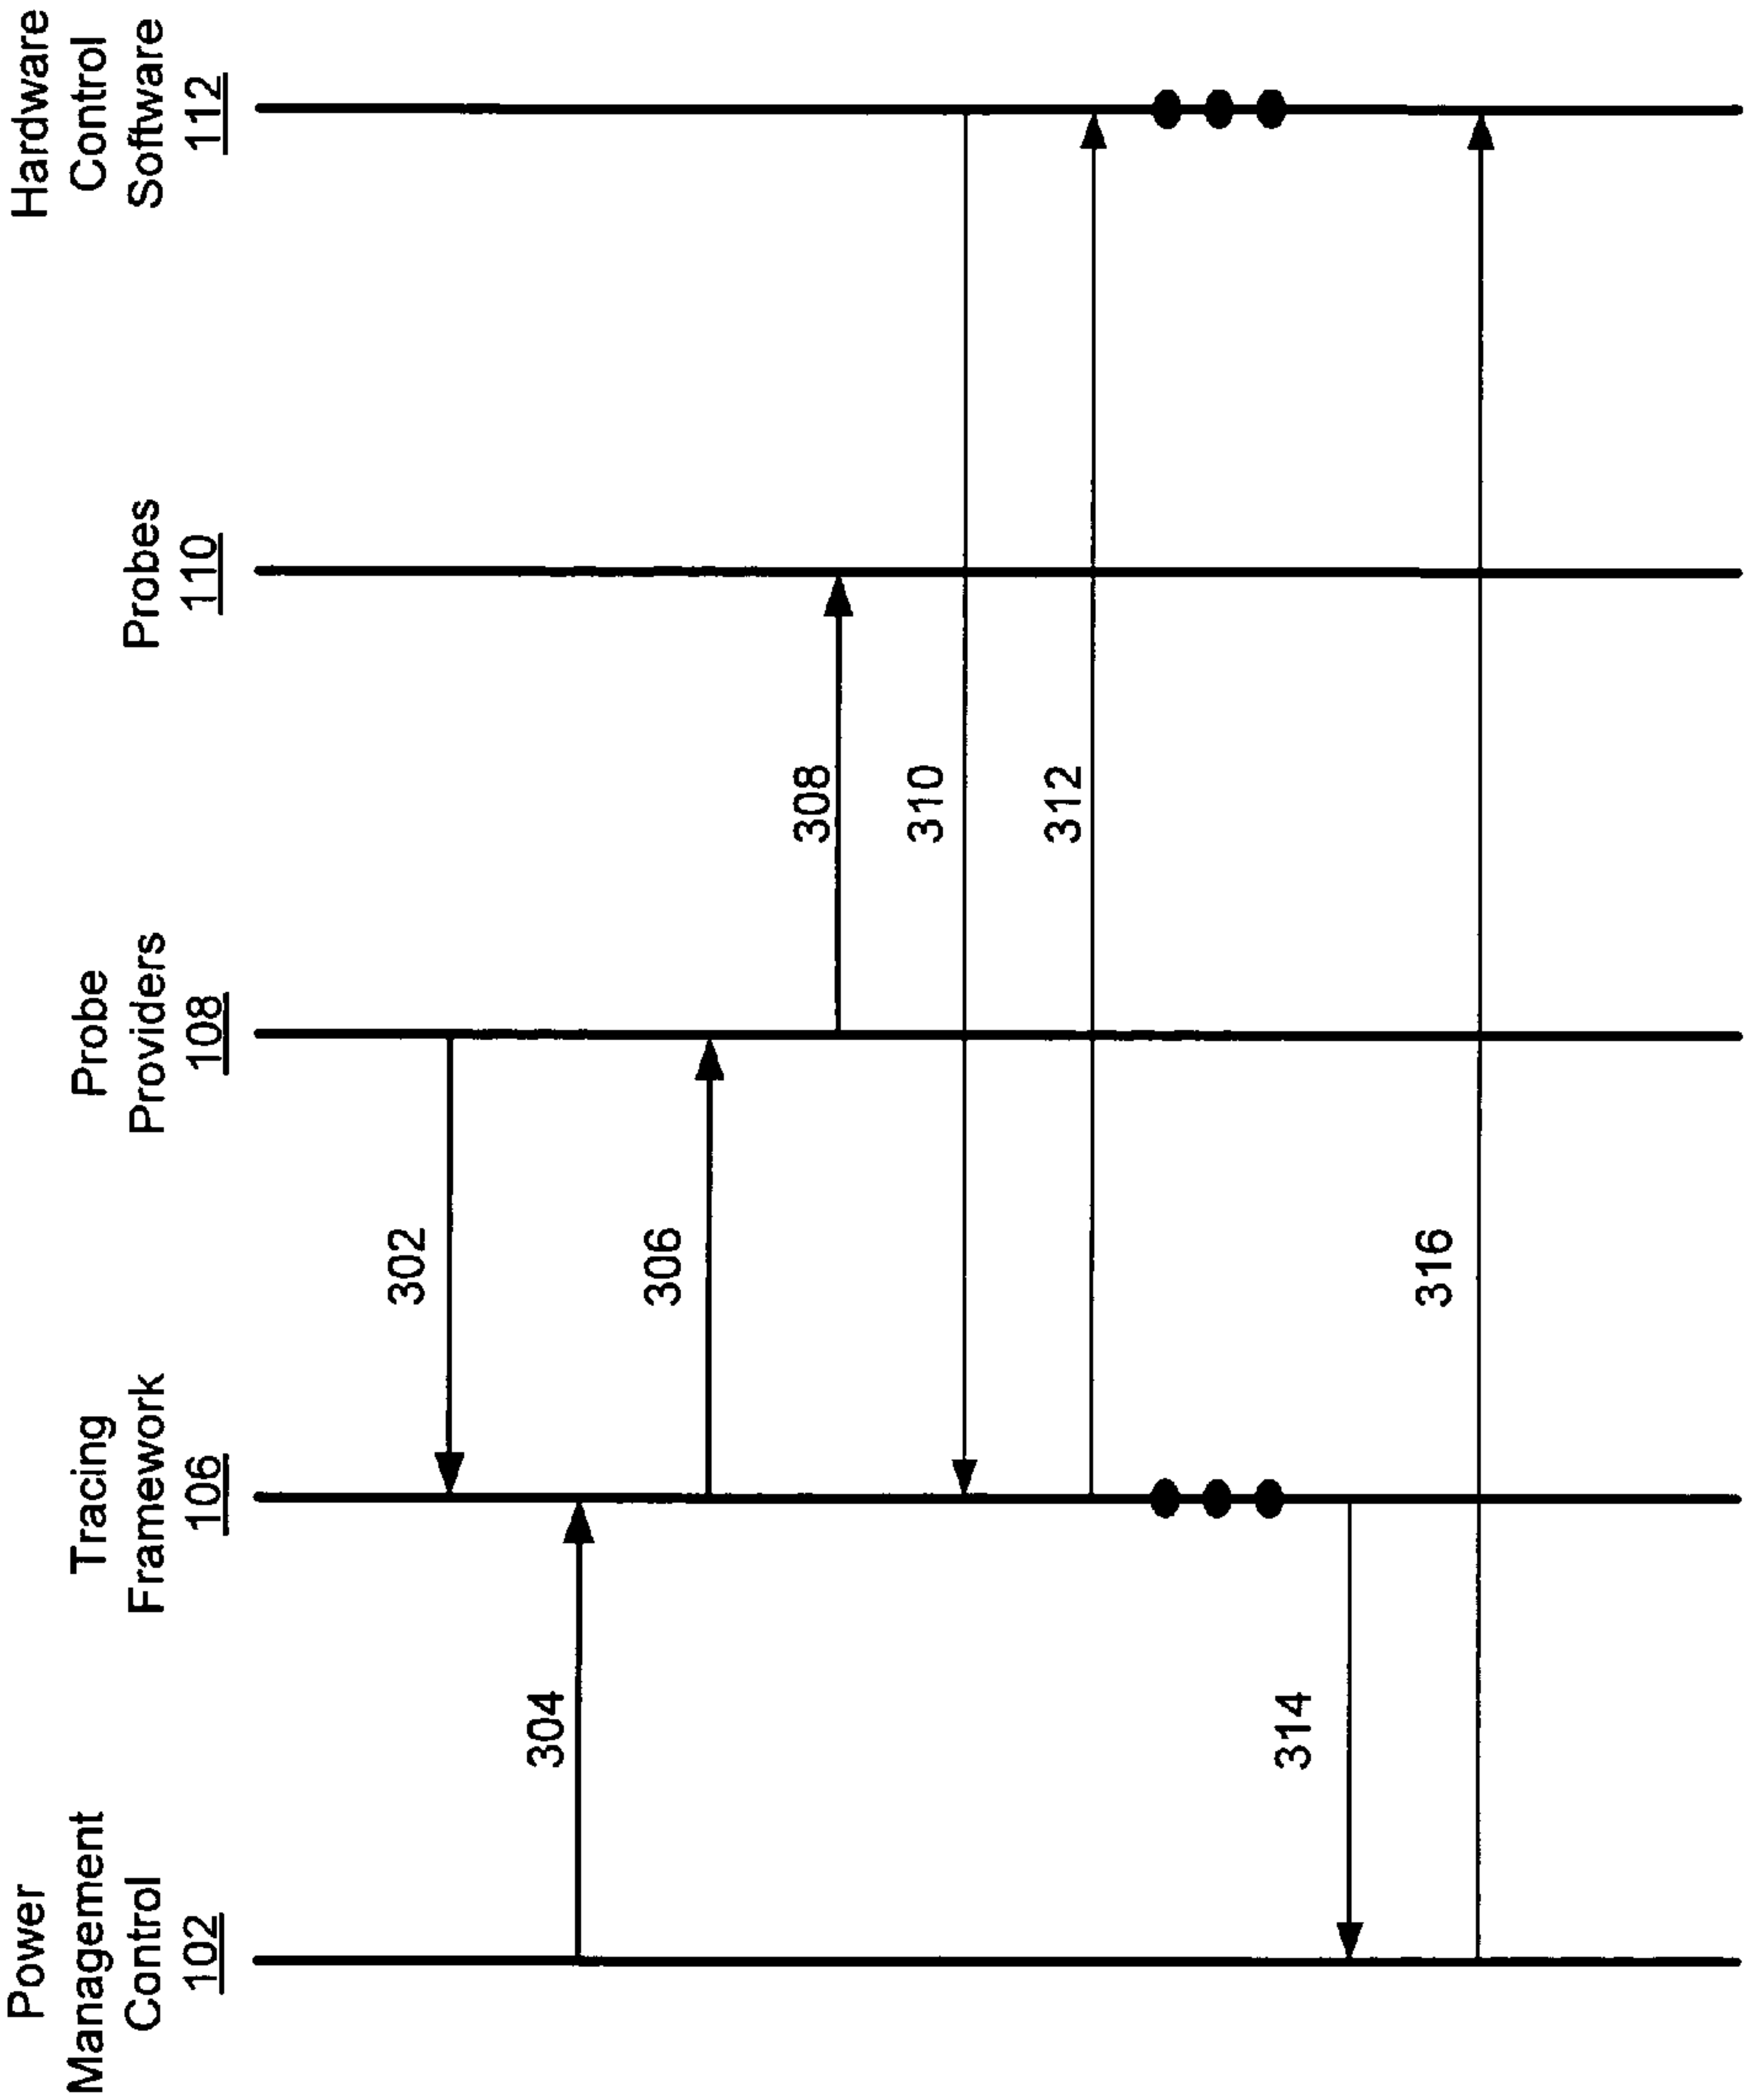 Power
Management
Control
102
Tracing
Framework
106
Probe
Providers
108
Probes
110
Hardware
Control
Software
112
302
304
306
308
310
312
314
316